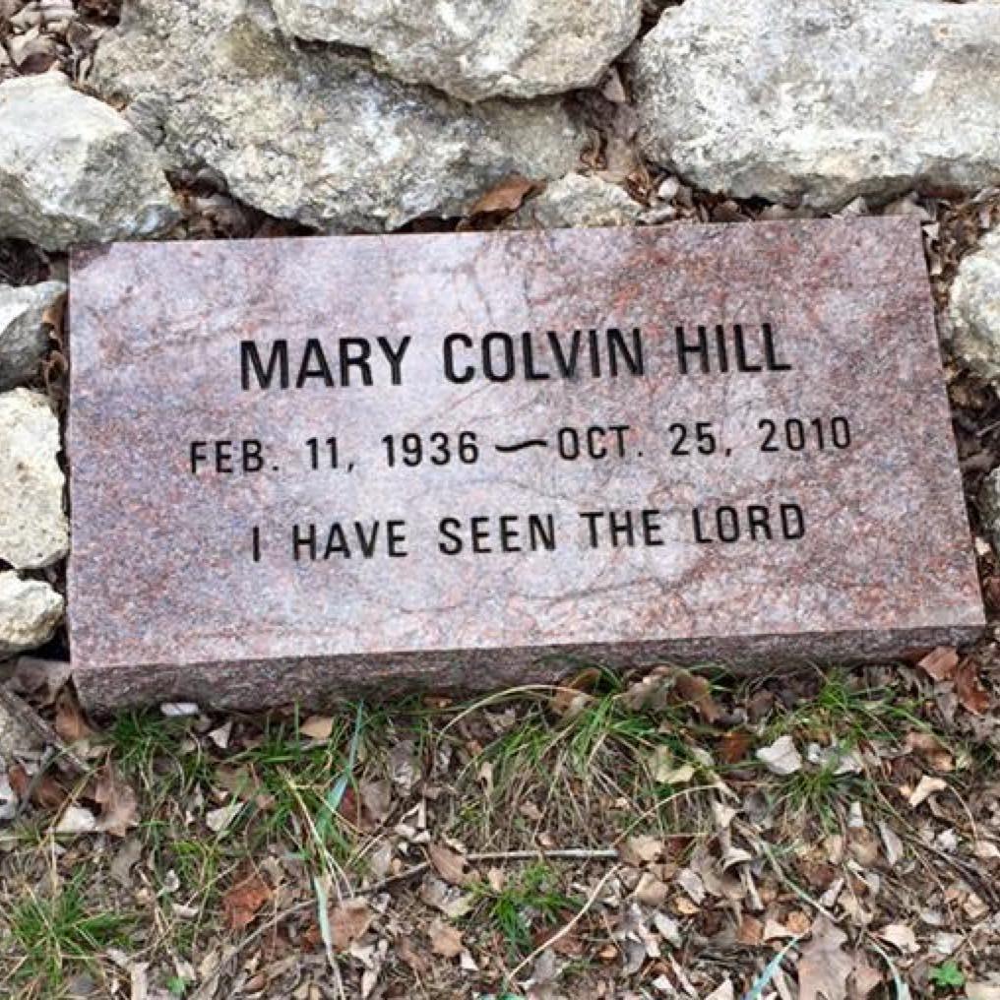 MARY COLVIN HILL
FEB. 11, 1936 ~ OCT. 25, 2010
I HAVE SEEN THE LORD